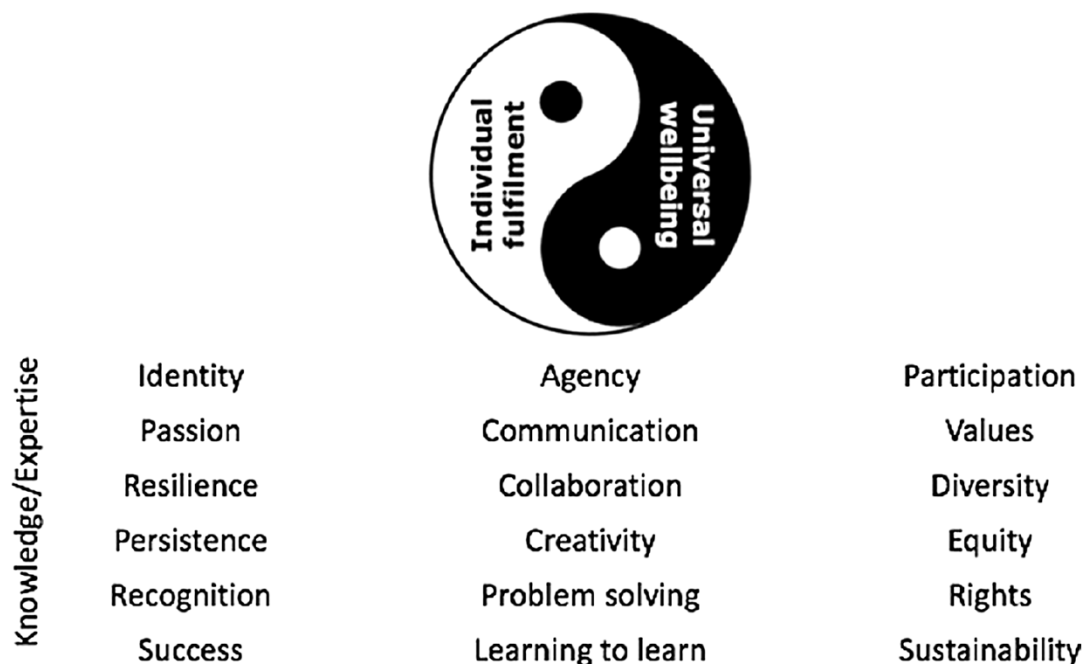 Individual
fulfilment
Universal
wellbeing
Knowledge/Expertise
Identity Agency Participation
Passion Communication Values
Resilience Collaboration Diversity
Persistence Creativity Equity
Recognition Problem solving Rights
Success Learning to learn Sustainability